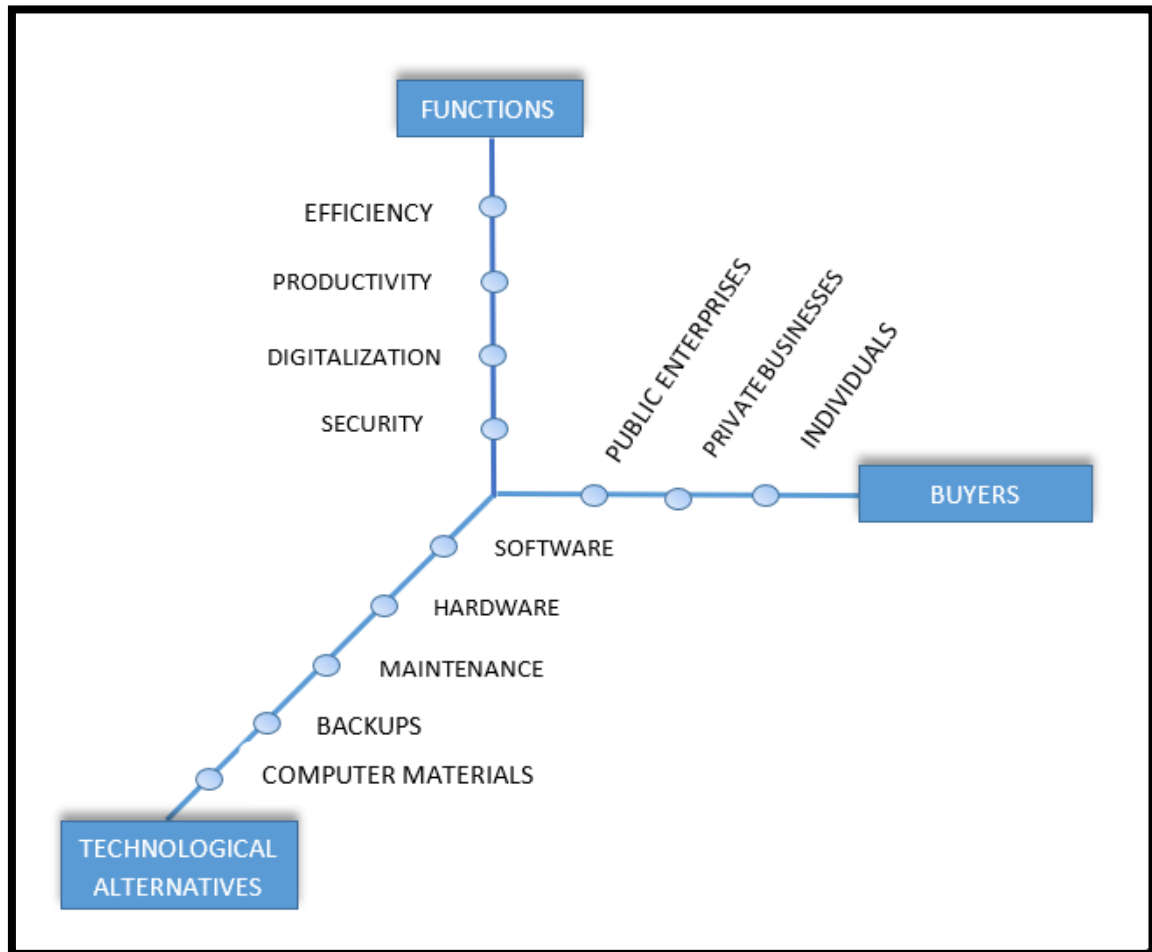 FUNCTIONS
EFFICIENCY
PRODUCTIVITY
DIGITALIZATION
SECURITY
PUBLIC ENTERPRISES
PRIVATE BUSINESSES
INDIVIDUALS
BUYERS
SOFTWARE
HARDWARE
MAINTENANCE
BACKUPS
COMPUTER MATERIALS
TECHNOLOGICAL
ALTERNATIVES